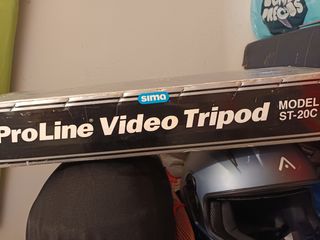 sima
ProLine® Video Tripod
MODEL
ST-20C